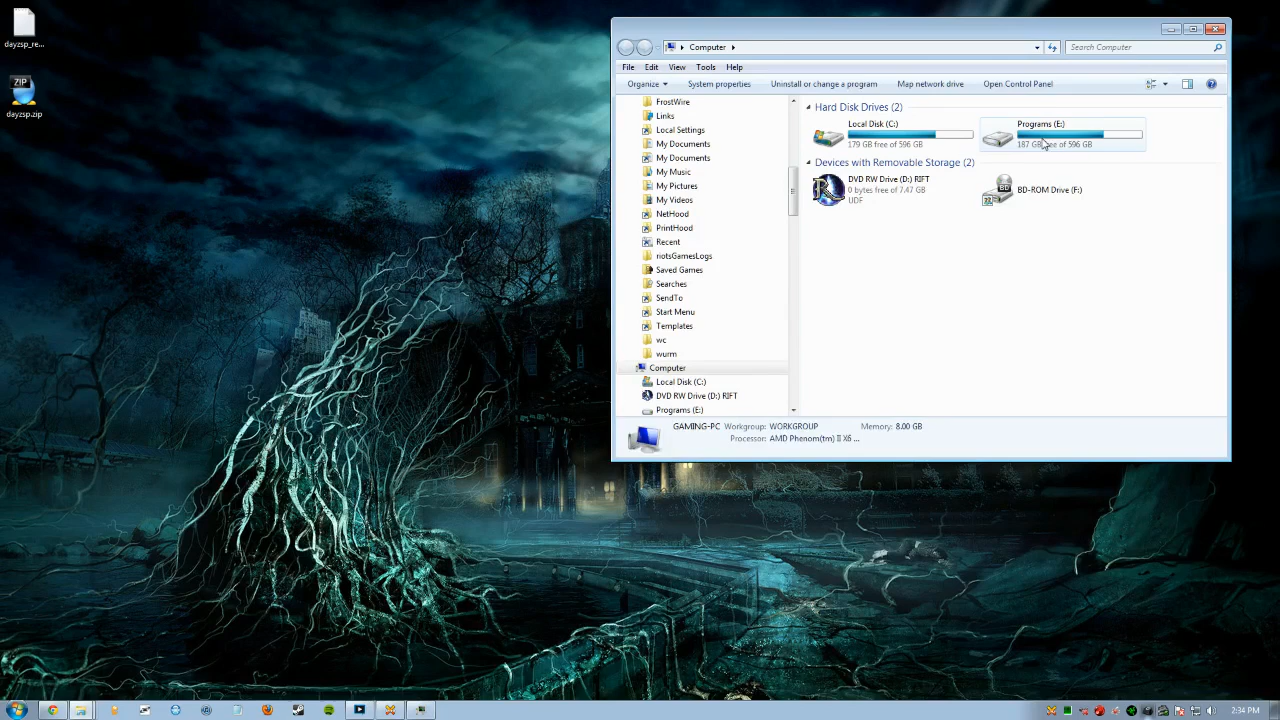 dayzsp_re...
ZIP
dayzsp.zip
Computer
Search Computer
File Edit View Tools Help
Organize System properties Uninstall or change a program Map network drive Open Control Panel
FrostWire
Links
Local Settings
My Documents
My Documents
My Music
My Pictures
My Videos
NetHood
PrintHood
Recent
riotsGamesLogs
Saved Games
Searches
SendTo
Start Menu
Templates
wc
wurm
Computer
Local Disk (C:)
DVD RW Drive (D:) RIFT
Programs (E:)
Hard Disk Drives (2)
Local Disk (C:)
179 GB free of 596 GB
Programs (E:)
187 GB free of 596 GB
Devices with Removable Storage (2)
DVD RW Drive (D:) RIFT
0 bytes free of 7.47 GB
UDF
BD
BD-ROM Drive (F:)
GAMING-PC Workgroup: WORKGROUP Memory: 8.00 GB
Processor: AMD Phenom(tm) II X6 ...
2:34 PM